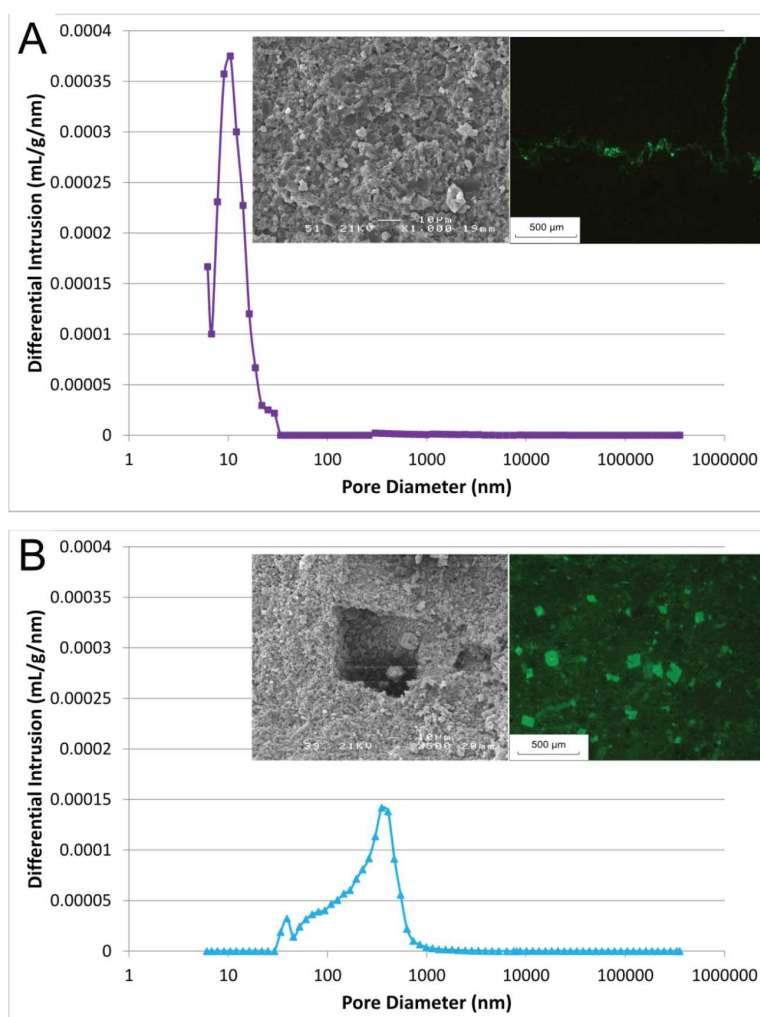 A
Differential Intrusion (mL/g/nm)
0.0004
0.00035
0.0003
0.00025
0.0002
0.00015
0.0001
0.00005
0
1
10
100
1000
10000
100000
1000000
Pore Diameter (nm)
10µm
51 21KV X1,000 19mm
500 µm
B
Differential Intrusion (mL/g/nm)
0.0004
0.00035
0.0003
0.00025
0.0002
0.00015
0.0001
0.00005
0
1
10
100
1000
10000
100000
1000000
Pore Diameter (nm)
10µm
39 21KV X500 20mm
500 µm